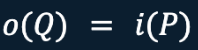 o(Q) = i(P)